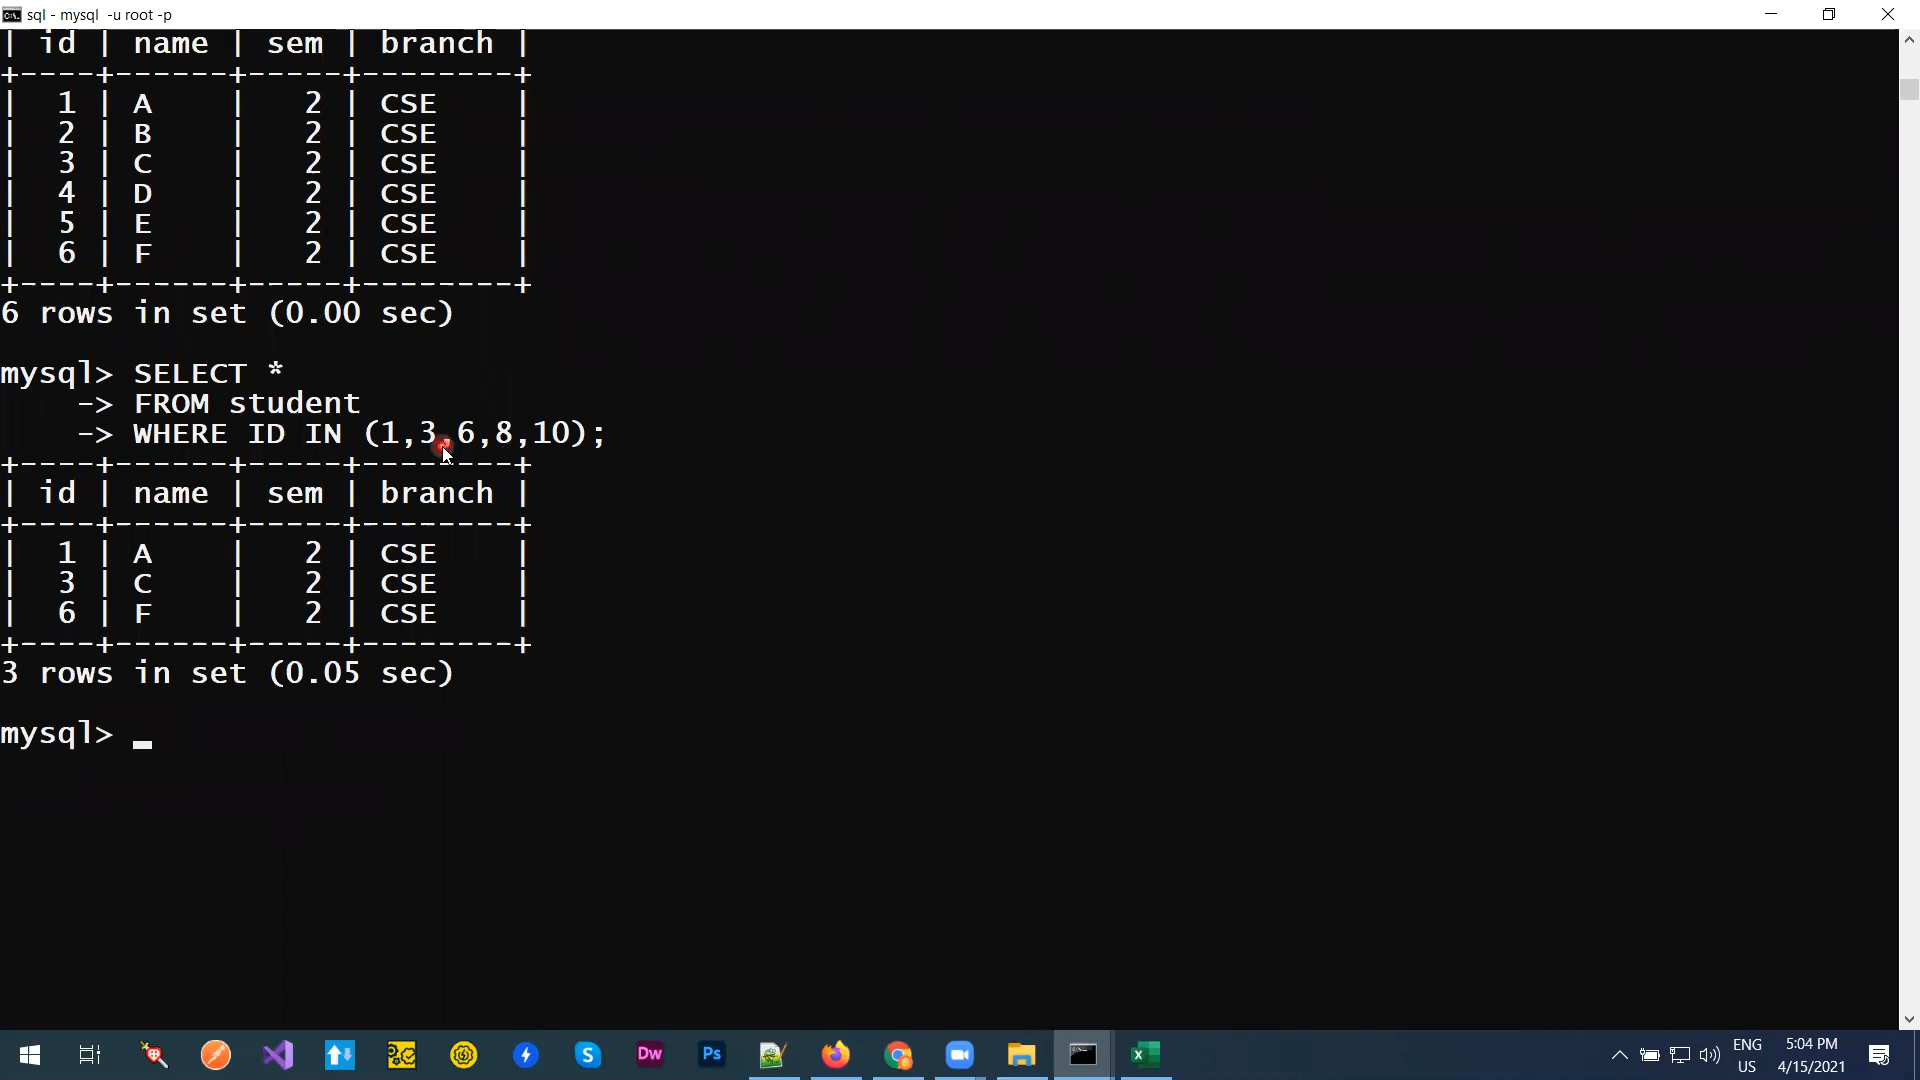 sql - mysql  -u root -p
| id | name | sem | branch |
+----+------+-----+--------+
|  1 | A    |   2 | CSE    |
|  2 | B    |   2 | CSE    |
|  3 | C    |   2 | CSE    |
|  4 | D    |   2 | CSE    |
|  5 | E    |   2 | CSE    |
|  6 | F    |   2 | CSE    |
+----+------+-----+--------+
6 rows in set (0.00 sec)
mysql> SELECT *
    -> FROM student
    -> WHERE ID IN (1,3,6,8,10);
+----+------+-----+--------+
| id | name | sem | branch |
+----+------+-----+--------+
|  1 | A    |   2 | CSE    |
|  3 | C    |   2 | CSE    |
|  6 | F    |   2 | CSE    |
+----+------+-----+--------+
3 rows in set (0.05 sec)
mysql> _
Dw
Ps
ENG
US
5:04 PM
4/15/2021